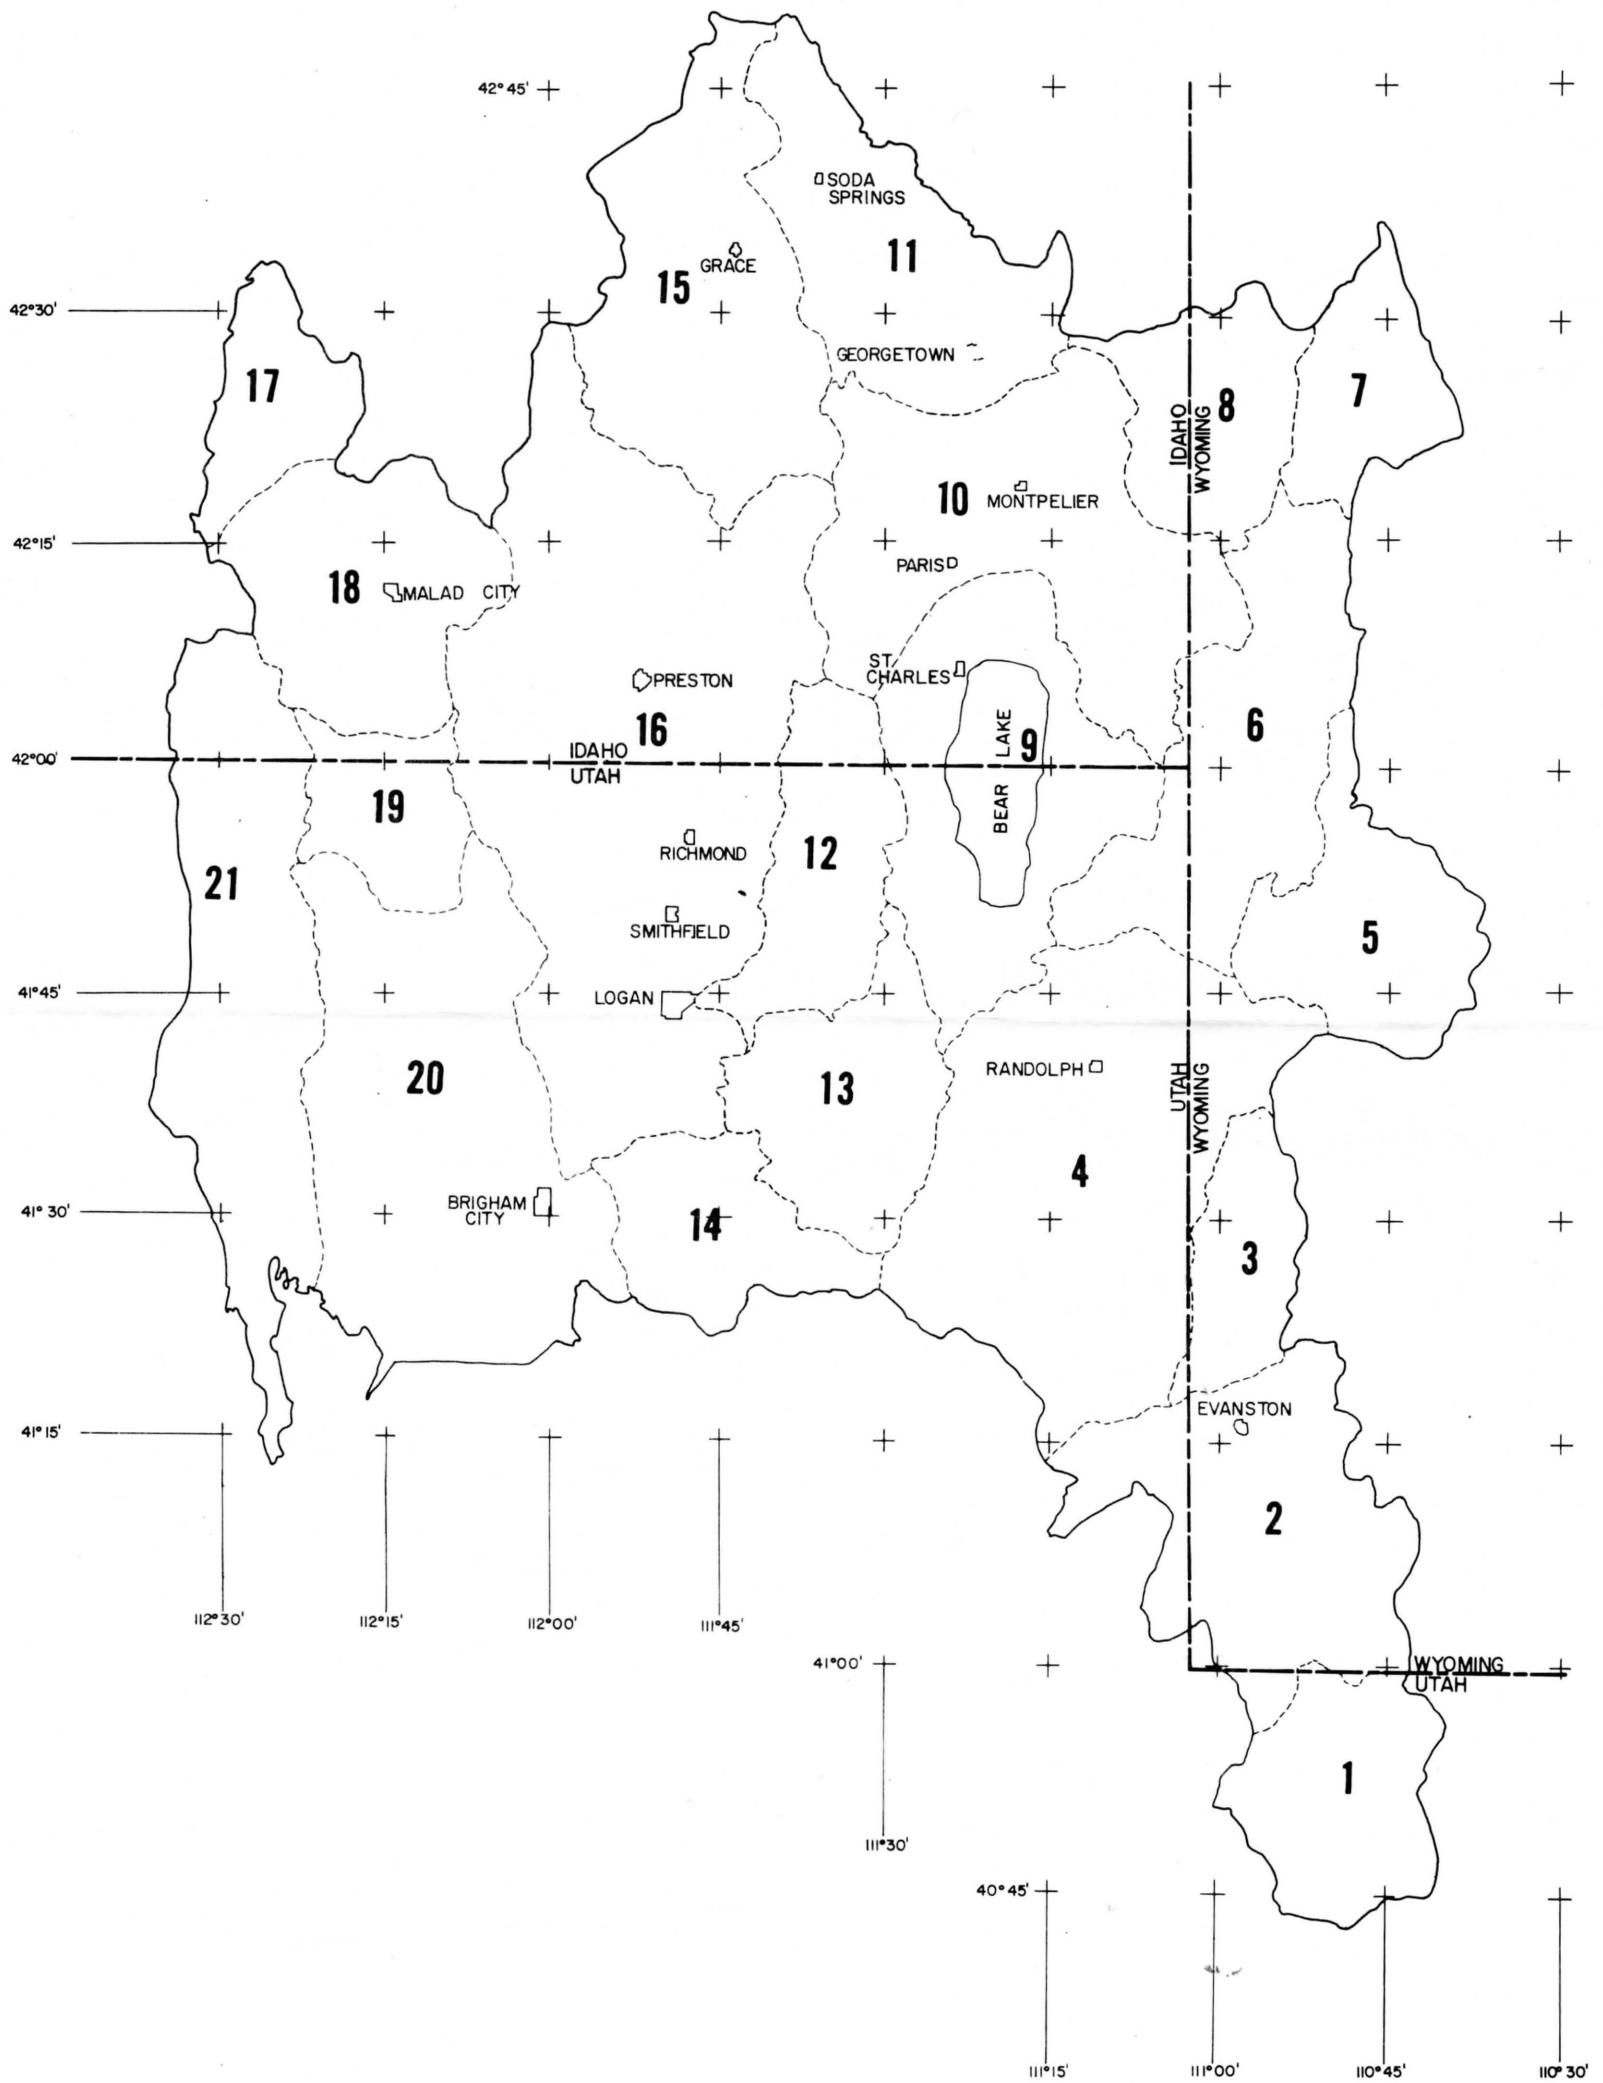 42°45'
SODA
SPRINGS
11
GRACE
15
42°30'
GEORGETOWN
17
8
7
IDAHO
WYOMING
10
MONTPELIER
42°15'
PARIS
18
MALAD CITY
ST.
CHARLES
PRESTON
16
6
BEAR LAKE
9
42°00'
IDAHO
UTAH
19
RICHMOND
12
21
SMITHFIELD
5
41°45'
LOGAN
RANDOLPH
UTAH
WYOMING
20
13
4
41°30'
BRIGHAM
CITY
14
3
EVANSTON
41°15'
2
112°30'
112°15'
112°00'
111°45'
41°00'
WYOMING
UTAH
1
111°30'
40°45'
111°15'
111°00'
110°45'
110°30'